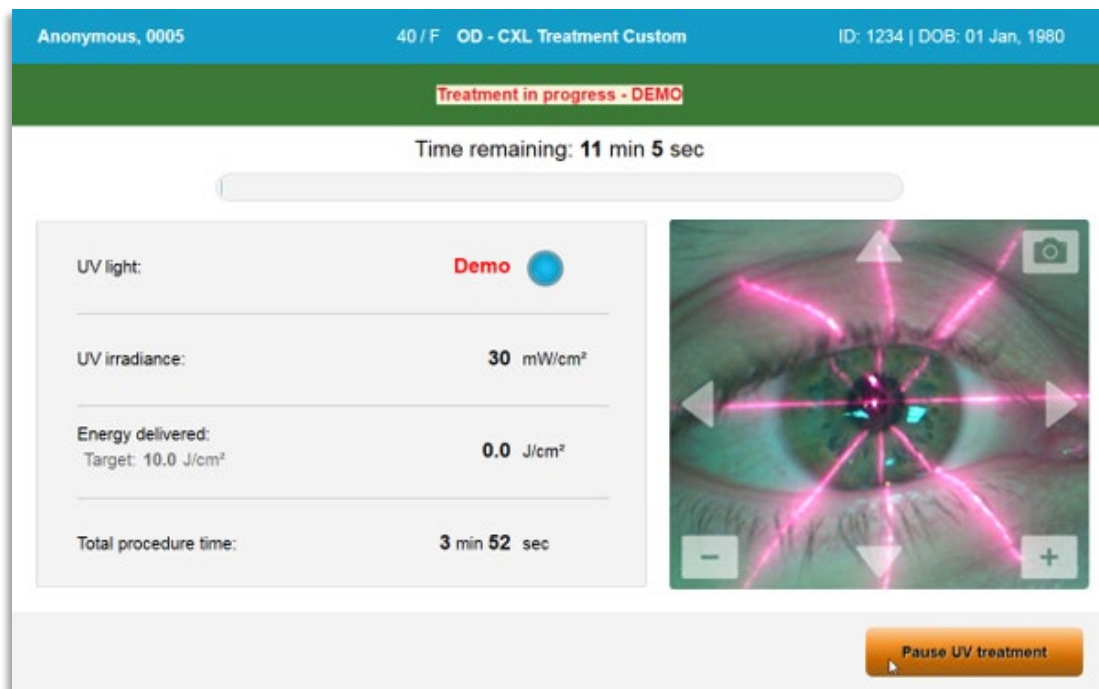 Anonymous, 0005 40 / F OD - CXL Treatment Custom ID: 1234 | DOB: 01 Jan, 1980
Treatment in progress - DEMO
Time remaining: 11 min 5 sec
UV light: Demo
UV irradiance: 30 mW/cm²
Energy delivered:
Target: 10.0 J/cm²
0.0 J/cm²
Total procedure time: 3 min 52 sec
Pause UV treatment